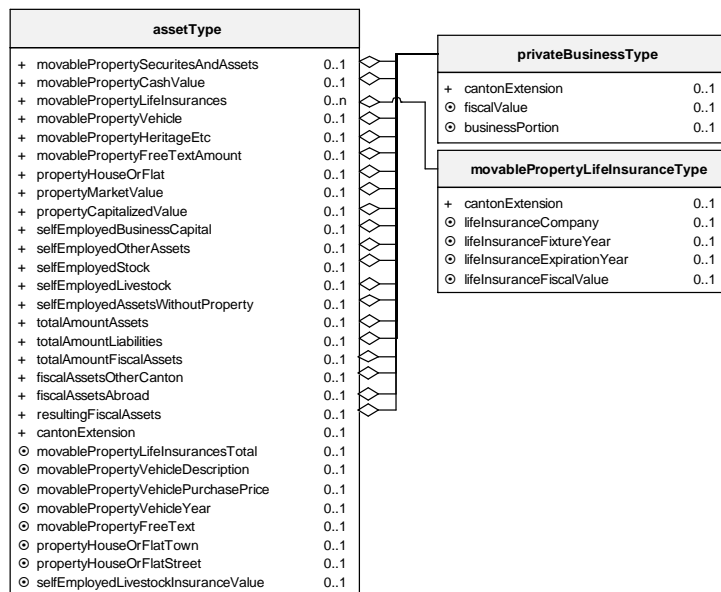 assetType
+ movablePropertySecuritesAndAssets 0..1
+ movablePropertyCashValue 0..1
+ movablePropertyLifeInsurances 0..n
+ movablePropertyVehicle 0..1
+ movablePropertyHeritageEtc 0..1
+ movablePropertyFreeTextAmount 0..1
+ propertyHouseOrFlat 0..1
+ propertyMarketValue 0..1
+ propertyCapitalizedValue 0..1
+ selfEmployedBusinessCapital 0..1
+ selfEmployedOtherAssets 0..1
+ selfEmployedStock 0..1
+ selfEmployedLivestock 0..1
+ selfEmployedAssetsWithoutProperty 0..1
+ totalAmountAssets 0..1
+ totalAmountLiabilities 0..1
+ totalAmountFiscalAssets 0..1
+ fiscalAssetsOtherCanton 0..1
+ fiscalAssetsAbroad 0..1
+ resultingFiscalAssets 0..1
+ cantonExtension 0..1
movablePropertyLifeInsurancesTotal 0..1
movablePropertyVehicleDescription 0..1
movablePropertyVehiclePurchasePrice 0..1
movablePropertyVehicleYear 0..1
movablePropertyFreeText 0..1
propertyHouseOrFlatTown 0..1
propertyHouseOrFlatStreet 0..1
selfEmployedLivestockInsuranceValue 0..1
privateBusinessType
+ cantonExtension 0..1
fiscalValue 0..1
businessPortion 0..1
movablePropertyLifeInsuranceType
+ cantonExtension 0..1
lifeInsuranceCompany 0..1
lifeInsuranceFixtureYear 0..1
lifeInsuranceExpirationYear 0..1
lifeInsuranceFiscalValue 0..1